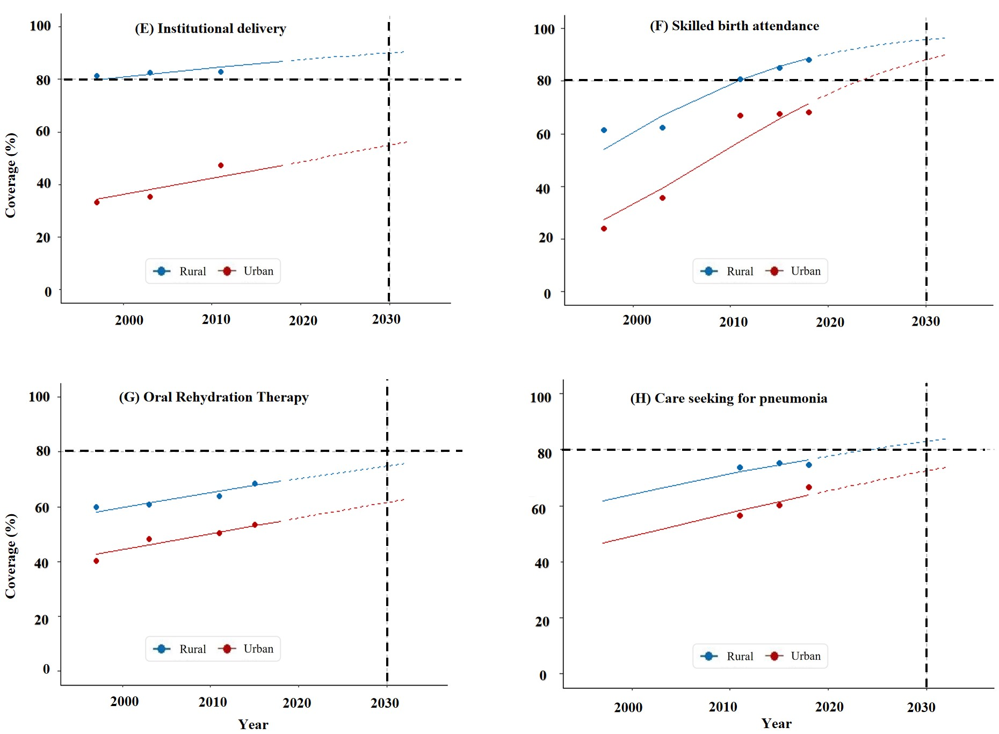 (E) Institutional delivery
100
80
60
40
20
0
Coverage (%)
Rural Urban
2000 2010 2020 2030
(F) Skilled birth attendance
100
80
60
40
20
0
Rural Urban
2000 2010 2020 2030
(G) Oral Rehydration Therapy
100
80
60
40
20
0
Coverage (%)
Rural Urban
2000 2010 2020 2030
Year
(H) Care seeking for pneumonia
100
80
60
40
20
0
Rural Urban
2000 2010 2020 2030
Year